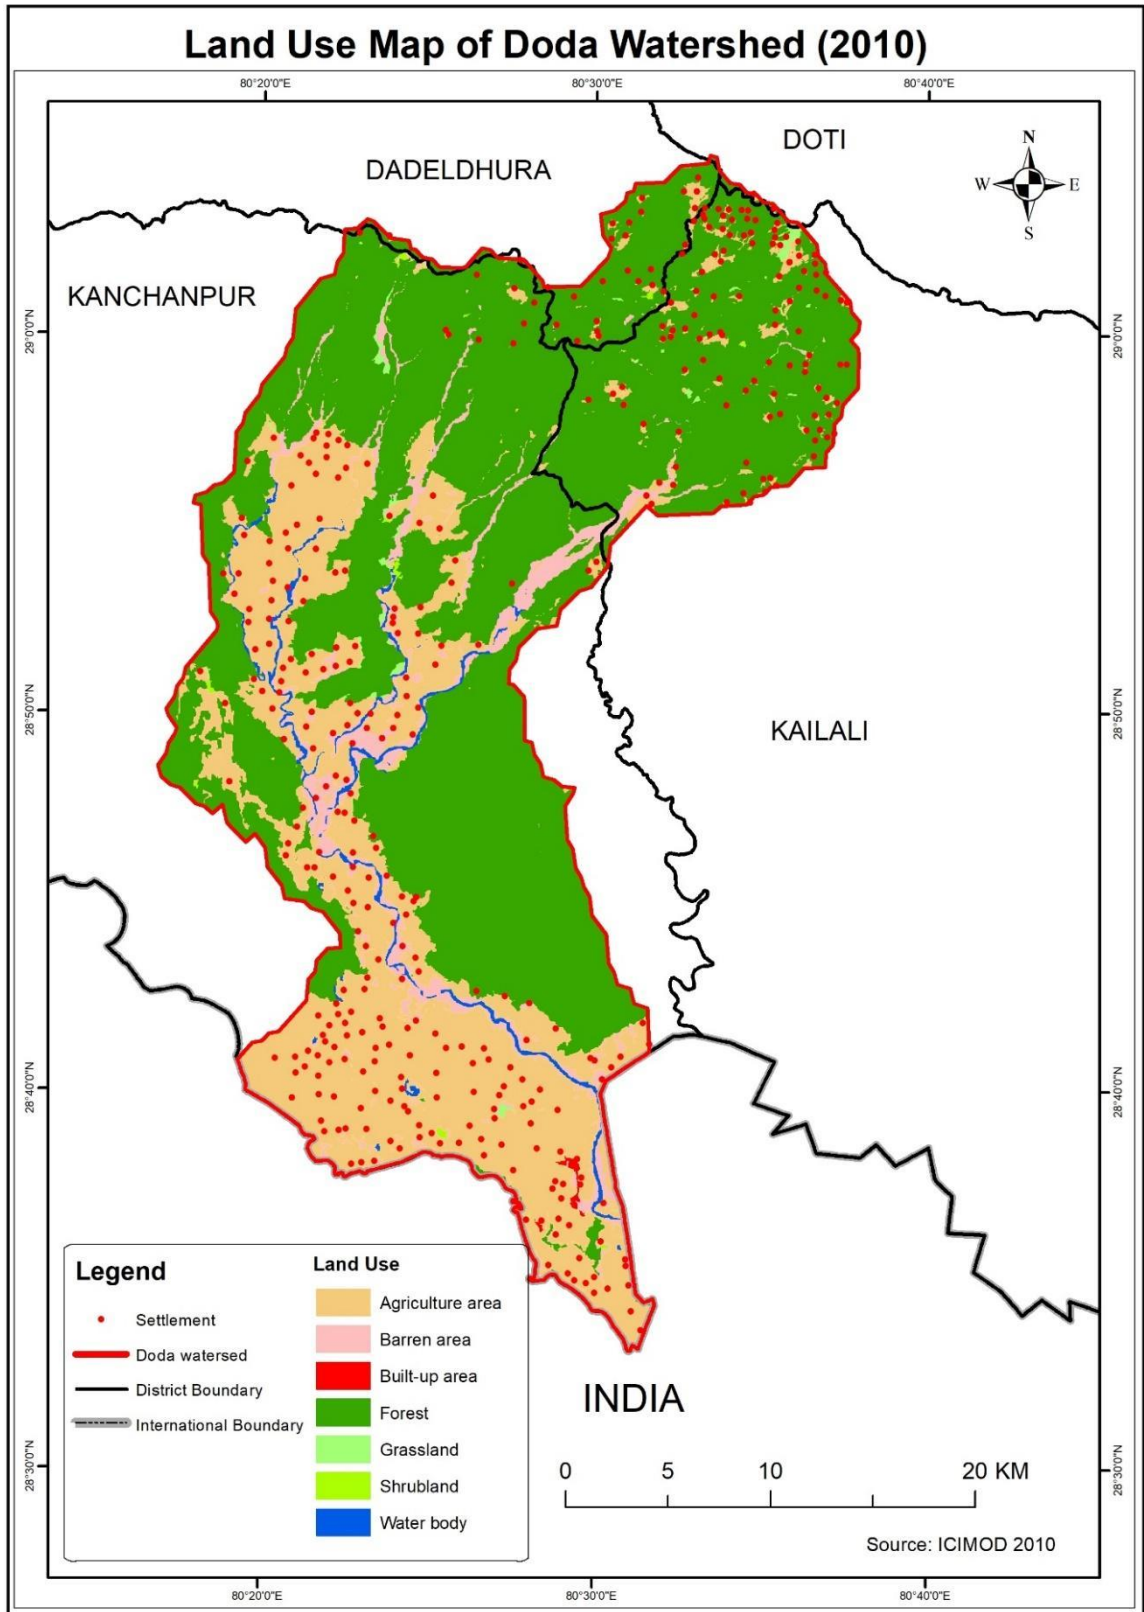 Land Use Map of Doda Watershed (2010)
80°20'0"E
80°30'0"E
80°40'0"E
DOTI
DADELDHURA
N
W
E
S
KANCHANPUR
29°0'0"N
29°0'0"N
28°50'0"N
28°50'0"N
KAILALI
28°40'0"N
28°40'0"N
Legend
Settlement
Doda watersed
District Boundary
International Boundary
Land Use
Agriculture area
Barren area
Built-up area
Forest
Grassland
Shrubland
Water body
INDIA
28°30'0"N
28°30'0"N
0 5 10 20 KM
Source: ICIMOD 2010
80°20'0"E
80°30'0"E
80°40'0"E